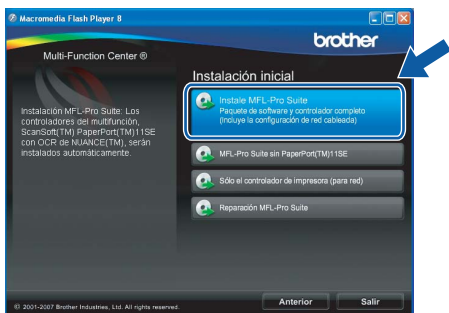 Macromedia Flash Player 8
brother
Multi-Function Center ®
Instalación inicial
Instalación MFL-Pro Suite: Los
controladores del multifunción,
ScanSoft(TM) PaperPort(TM)11SE
con OCR de NUANCE(TM), serán
instalados automáticamente.
Instale MFL-Pro Suite
Paquete de software y controlador completo
(Incluye la configuración de red cableada)
MFL-Pro Suite sin PaperPort(TM)11SE
Sólo el controlador de impresora (para red)
Reparación MFL-Pro Suite
© 2001-2007 Brother Industries, Ltd. All rights reserved.
Anterior
Salir